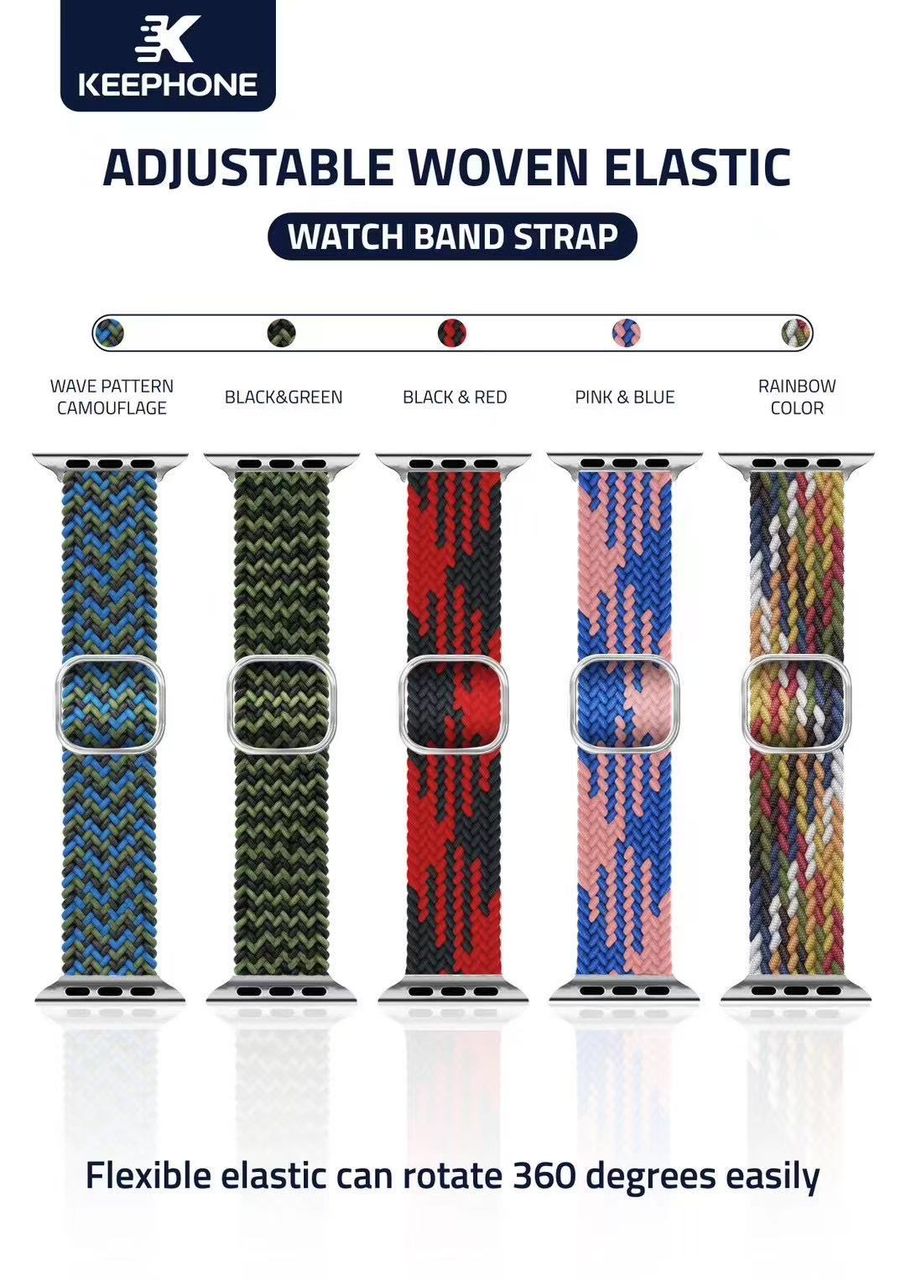 KEEPHONE
ADJUSTABLE WOVEN ELASTIC
WATCH BAND STRAP
WAVE PATTERN
CAMOUFLAGE
BLACK&GREEN
BLACK & RED
PINK & BLUE
RAINBOW
COLOR
Flexible elastic can rotate 360 degrees easily